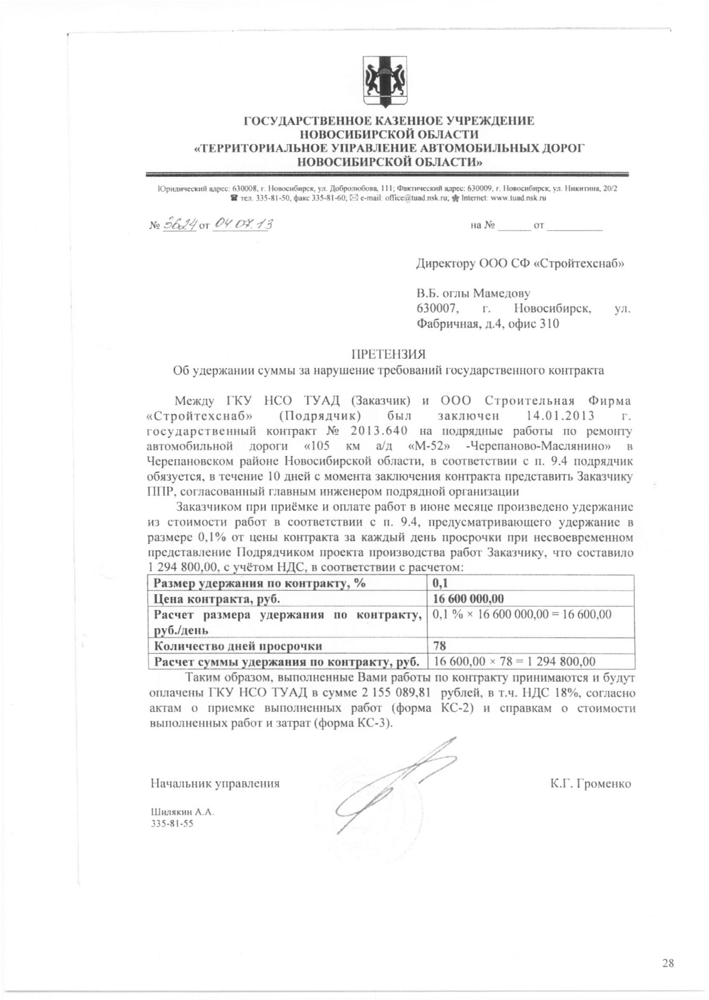 ГОСУДАРСТВЕННОЕ КАЗЕННОЕ УЧРЕЖДЕНИЕ
НОВОСИБИРСКОЙ ОБЛАСТИ
«ТЕРРИТОРИАЛЬНОЕ УПРАВЛЕНИЕ АВТОМОБИЛЬНЫХ ДОРОГ
НОВОСИБИРСКОЙ ОБЛАСТИ»
Юридический адрес: 630008, г. Новосибирск, ул. Добролюбова, 111; Фактический адрес: 630009, г. Новосибирск, ул. Никитина, 20/2
тел. 335-81-50, факс 335-81-60; e-mail: office@tuad.nsk.ru; Internet: www.tuad.nsk.ru
№ 3624 от 04.07.13 на № ______ от __________
Директору ООО СФ «Стройтехснаб»
В.Б. оглы Мамедову
630007, г. Новосибирск, ул.
Фабричная, д.4, офис 310
ПРЕТЕНЗИЯ
Об удержании суммы за нарушение требований государственного контракта
Между ГКУ НСО ТУАД (Заказчик) и ООО Строительная Фирма
«Стройтехснаб» (Подрядчик) был заключен 14.01.2013 г.
государственный контракт № 2013.640 на подрядные работы по ремонту
автомобильной дороги «105 км а/д «М-52» -Черепаново-Маслянино» в
Черепановском районе Новосибирской области, в соответствии с п. 9.4 подрядчик
обязуется, в течение 10 дней с момента заключения контракта представить Заказчику
ППР, согласованный главным инженером подрядной организации
Заказчиком при приёмке и оплате работ в июне месяце произведено удержание
из стоимости работ в соответствии с п. 9.4, предусматривающего удержание в
размере 0,1% от цены контракта за каждый день просрочки при несвоевременном
представление Подрядчиком проекта производства работ Заказчику, что составило
1 294 800,00, с учётом НДС, в соответствии с расчетом:
Размер удержания по контракту, % 0,1
Цена контракта, руб. 16 600 000,00
Расчет размера удержания по контракту, 0,1 % × 16 600 000,00 = 16 600,00
руб./день
Количество дней просрочки 78
Расчет суммы удержания по контракту, руб. 16 600,00 × 78 = 1 294 800,00
Таким образом, выполненные Вами работы по контракту принимаются и будут
оплачены ГКУ НСО ТУАД в сумме 2 155 089,81 рублей, в т.ч. НДС 18%, согласно
актам о приемке выполненных работ (форма КС-2) и справкам о стоимости
выполненных работ и затрат (форма КС-3).
Начальник управления К.Г. Громенко
Шилякин А.А.
335-81-55
28